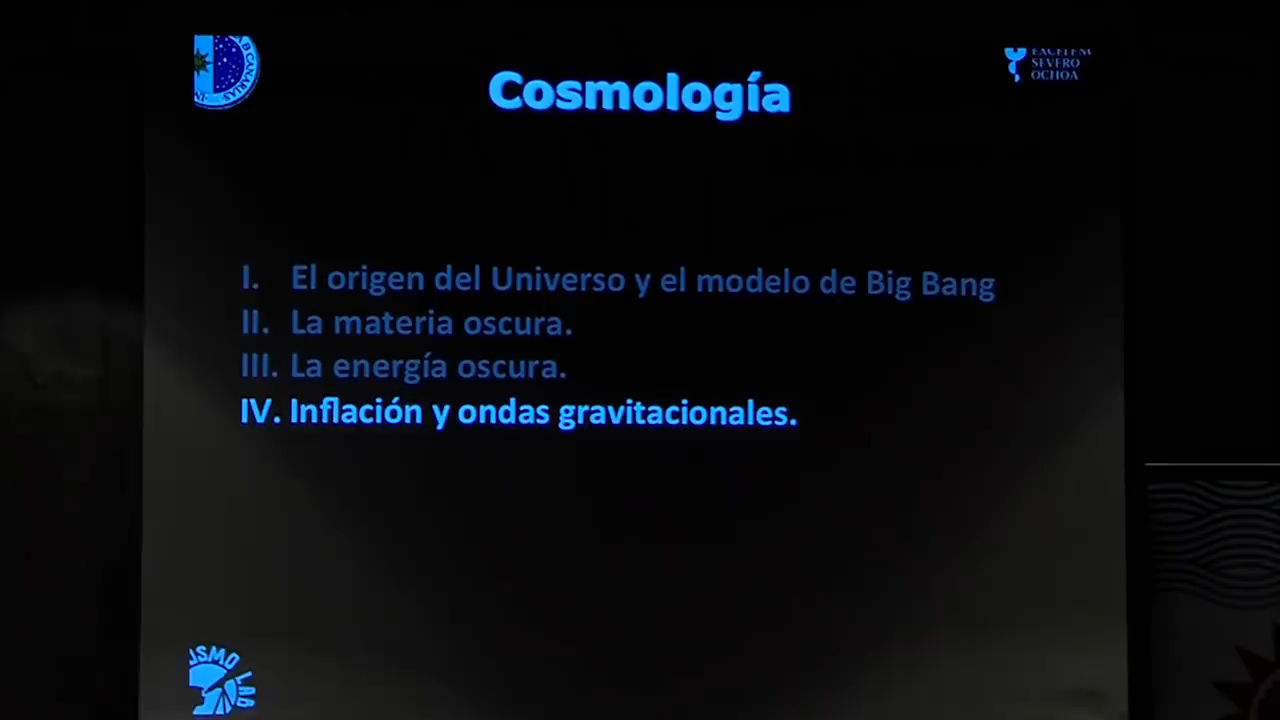 Cosmología
SEVERO
OCHOA
I. El origen del Universo y el modelo de Big Bang
II. La materia oscura.
III. La energía oscura.
IV. Inflación y ondas gravitacionales.
LAB